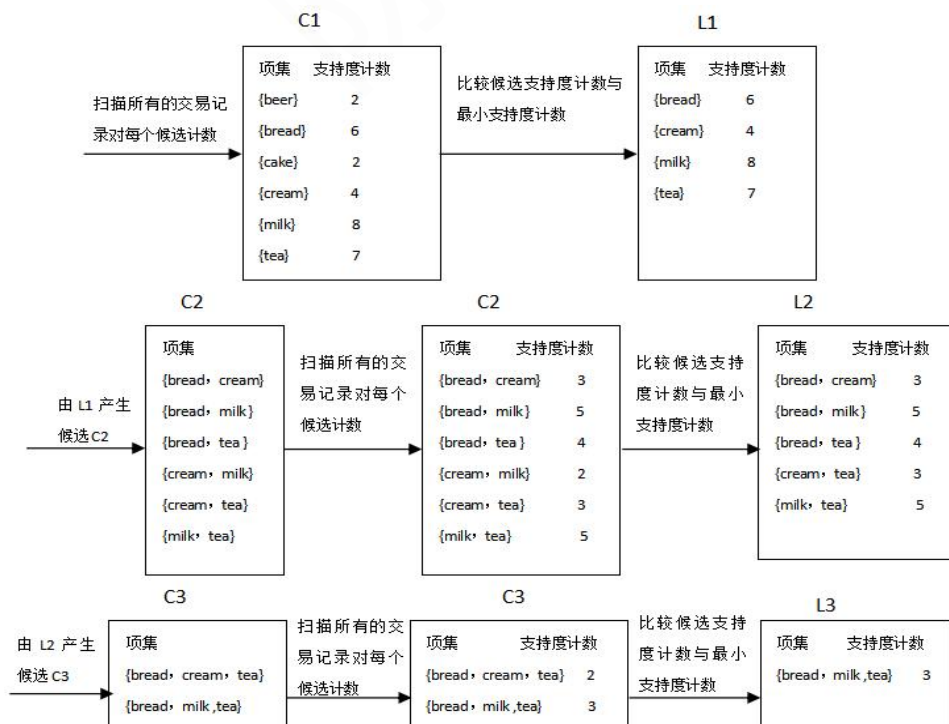 C1
L1
项集 支持度计数
{beer} 2
{bread} 6
{cake} 2
{cream} 4
{milk} 8
{tea} 7
扫描所有的交易记
录对每个候选计数
比较候选支持度计数与
最小支持度计数
项集 支持度计数
{bread} 6
{cream} 4
{milk} 8
{tea} 7
C2
C2
L2
由 L1 产生
候选C2
项集
{bread，cream}
{bread，milk}
{bread，tea}
{cream，milk}
{cream，tea}
{milk，tea}
扫描所有的交
易记录对每个
候选计数
项集 支持度计数
{bread，cream} 3
{bread，milk} 5
{bread，tea} 4
{cream，milk} 2
{cream，tea} 3
{milk，tea} 5
比较候选支持
度计数与最小
支持度计数
项集 支持度计数
{bread，cream} 3
{bread，milk} 5
{bread，tea} 4
{cream，tea} 3
{milk，tea} 5
C3
C3
L3
由 L2 产生
候选C3
项集
{bread，cream，tea}
{bread，milk ,tea}
扫描所有的交
易记录对每个
候选计数
项集 支持度计数
{bread，cream，tea} 2
{bread，milk ,tea} 3
比较候选支持
度计数与最小
支持度计数
项集 支持度计数
{bread，milk ,tea} 3